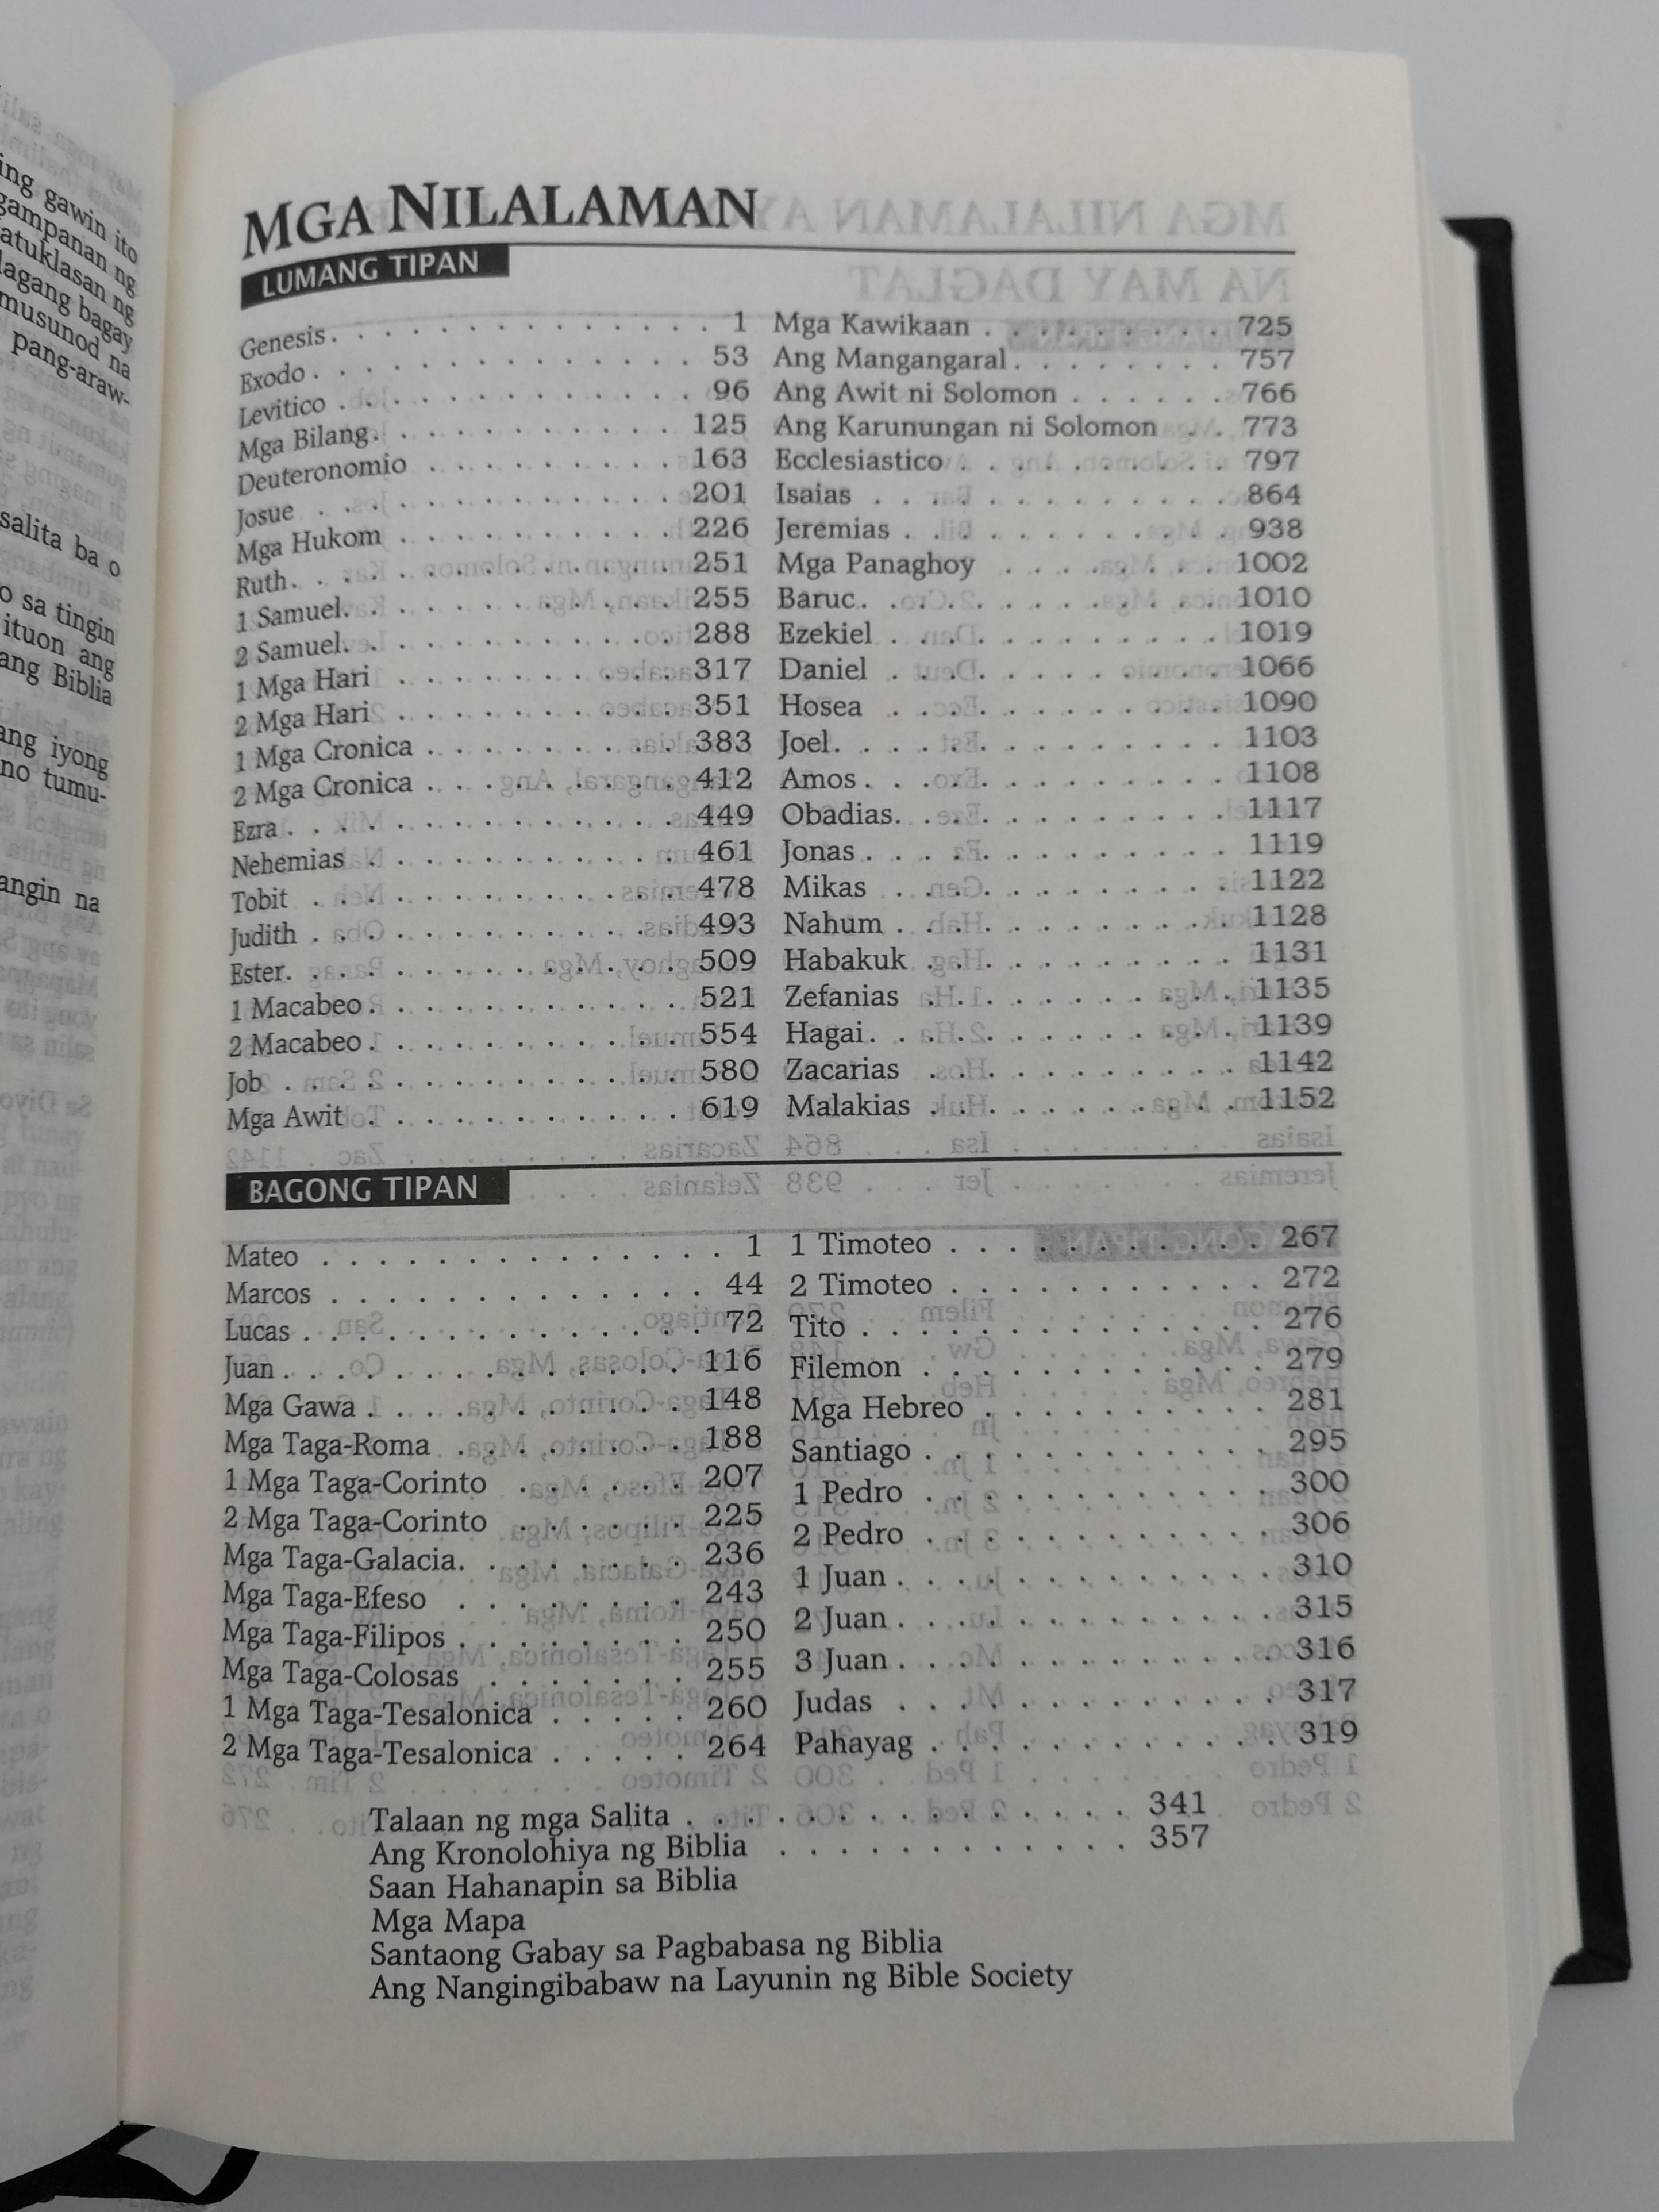 MGA NILALAMAN
LUMANG TIPAN
Genesis. . . . . . . . . . . . . 1
Exodo . . . . . . . . . . . . . 53
Levitico . . . . . . . . . . . . 96
Mga Bilang. . . . . . . . . . . 125
Deuteronomio . . . . . . . . . 163
Josue . . . . . . . . . . . . . 201
Mga Hukom . . . . . . . . . . 226
Ruth. . . . . . . . . . . . . . 251
1 Samuel. . . . . . . . . . . . 255
2 Samuel. . . . . . . . . . . . 288
1 Mga Hari . . . . . . . . . . 317
2 Mga Hari . . . . . . . . . . 351
1 Mga Cronica . . . . . . . . . 383
2 Mga Cronica . . . . . . . . . 412
Ezra . . . . . . . . . . . . . . 449
Nehemias . . . . . . . . . . . 461
Tobit . . . . . . . . . . . . . 478
Judith . . . . . . . . . . . . . 493
Ester. . . . . . . . . . . . . . 509
1 Macabeo . . . . . . . . . . . 521
2 Macabeo . . . . . . . . . . . 554
Job . . . . . . . . . . . . . . 580
Mga Awit . . . . . . . . . . . 619
Mga Kawikaan . . . . . . . . . 725
Ang Mangangaral . . . . . . . . 757
Ang Awit ni Solomon . . . . . . 766
Ang Karunungan ni Solomon . . 773
Ecclesiastico . . . . . . . . . . 797
Isaias . . . . . . . . . . . . . 864
Jeremias . . . . . . . . . . . . 938
Mga Panaghoy . . . . . . . . 1002
Baruc. . . . . . . . . . . . . 1010
Ezekiel . . . . . . . . . . . . 1019
Daniel . . . . . . . . . . . . 1066
Hosea . . . . . . . . . . . . 1090
Joel. . . . . . . . . . . . . . 1103
Amos . . . . . . . . . . . . . 1108
Obadias. . . . . . . . . . . . 1117
Jonas . . . . . . . . . . . . . 1119
Mikas . . . . . . . . . . . . 1122
Nahum . . . . . . . . . . . . 1128
Habakuk . . . . . . . . . . . 1131
Zefanias . . . . . . . . . . . 1135
Hagai. . . . . . . . . . . . . 1139
Zacarias . . . . . . . . . . . 1142
Malakias . . . . . . . . . . . 1152
BAGONG TIPAN
Mateo . . . . . . . . . . . . . . 1
Marcos . . . . . . . . . . . . . 44
Lucas . . . . . . . . . . . . . . 72
Juan . . . . . . . . . . . . . . 116
Mga Gawa . . . . . . . . . . . 148
Mga Taga-Roma . . . . . . . . 188
1 Mga Taga-Corinto . . . . . . 207
2 Mga Taga-Corinto . . . . . . 225
Mga Taga-Galacia. . . . . . . . 236
Mga Taga-Efeso . . . . . . . . 243
Mga Taga-Filipos . . . . . . . . 250
Mga Taga-Colosas . . . . . . . 255
1 Mga Taga-Tesalonica . . . . . 260
2 Mga Taga-Tesalonica . . . . . 264
1 Timoteo . . . . . . . . . . . 267
2 Timoteo . . . . . . . . . . . 272
Tito . . . . . . . . . . . . . . 276
Filemon . . . . . . . . . . . . 279
Mga Hebreo . . . . . . . . . . 281
Santiago . . . . . . . . . . . . 295
1 Pedro . . . . . . . . . . . . 300
2 Pedro . . . . . . . . . . . . 306
1 Juan . . . . . . . . . . . . . 310
2 Juan . . . . . . . . . . . . . 315
3 Juan . . . . . . . . . . . . . 316
Judas . . . . . . . . . . . . . 317
Pahayag . . . . . . . . . . . . 319
Talaan ng mga Salita . . . . . . . . . . . . . . 341
Ang Kronolohiya ng Biblia . . . . . . . . . . . . 357
Saan Hahanapin sa Biblia
Mga Mapa
Santaong Gabay sa Pagbabasa ng Biblia
Ang Nangingibabaw na Layunin ng Bible Society